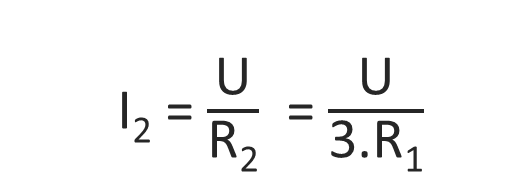 I₂ = U/R₂ = U/3.R₁